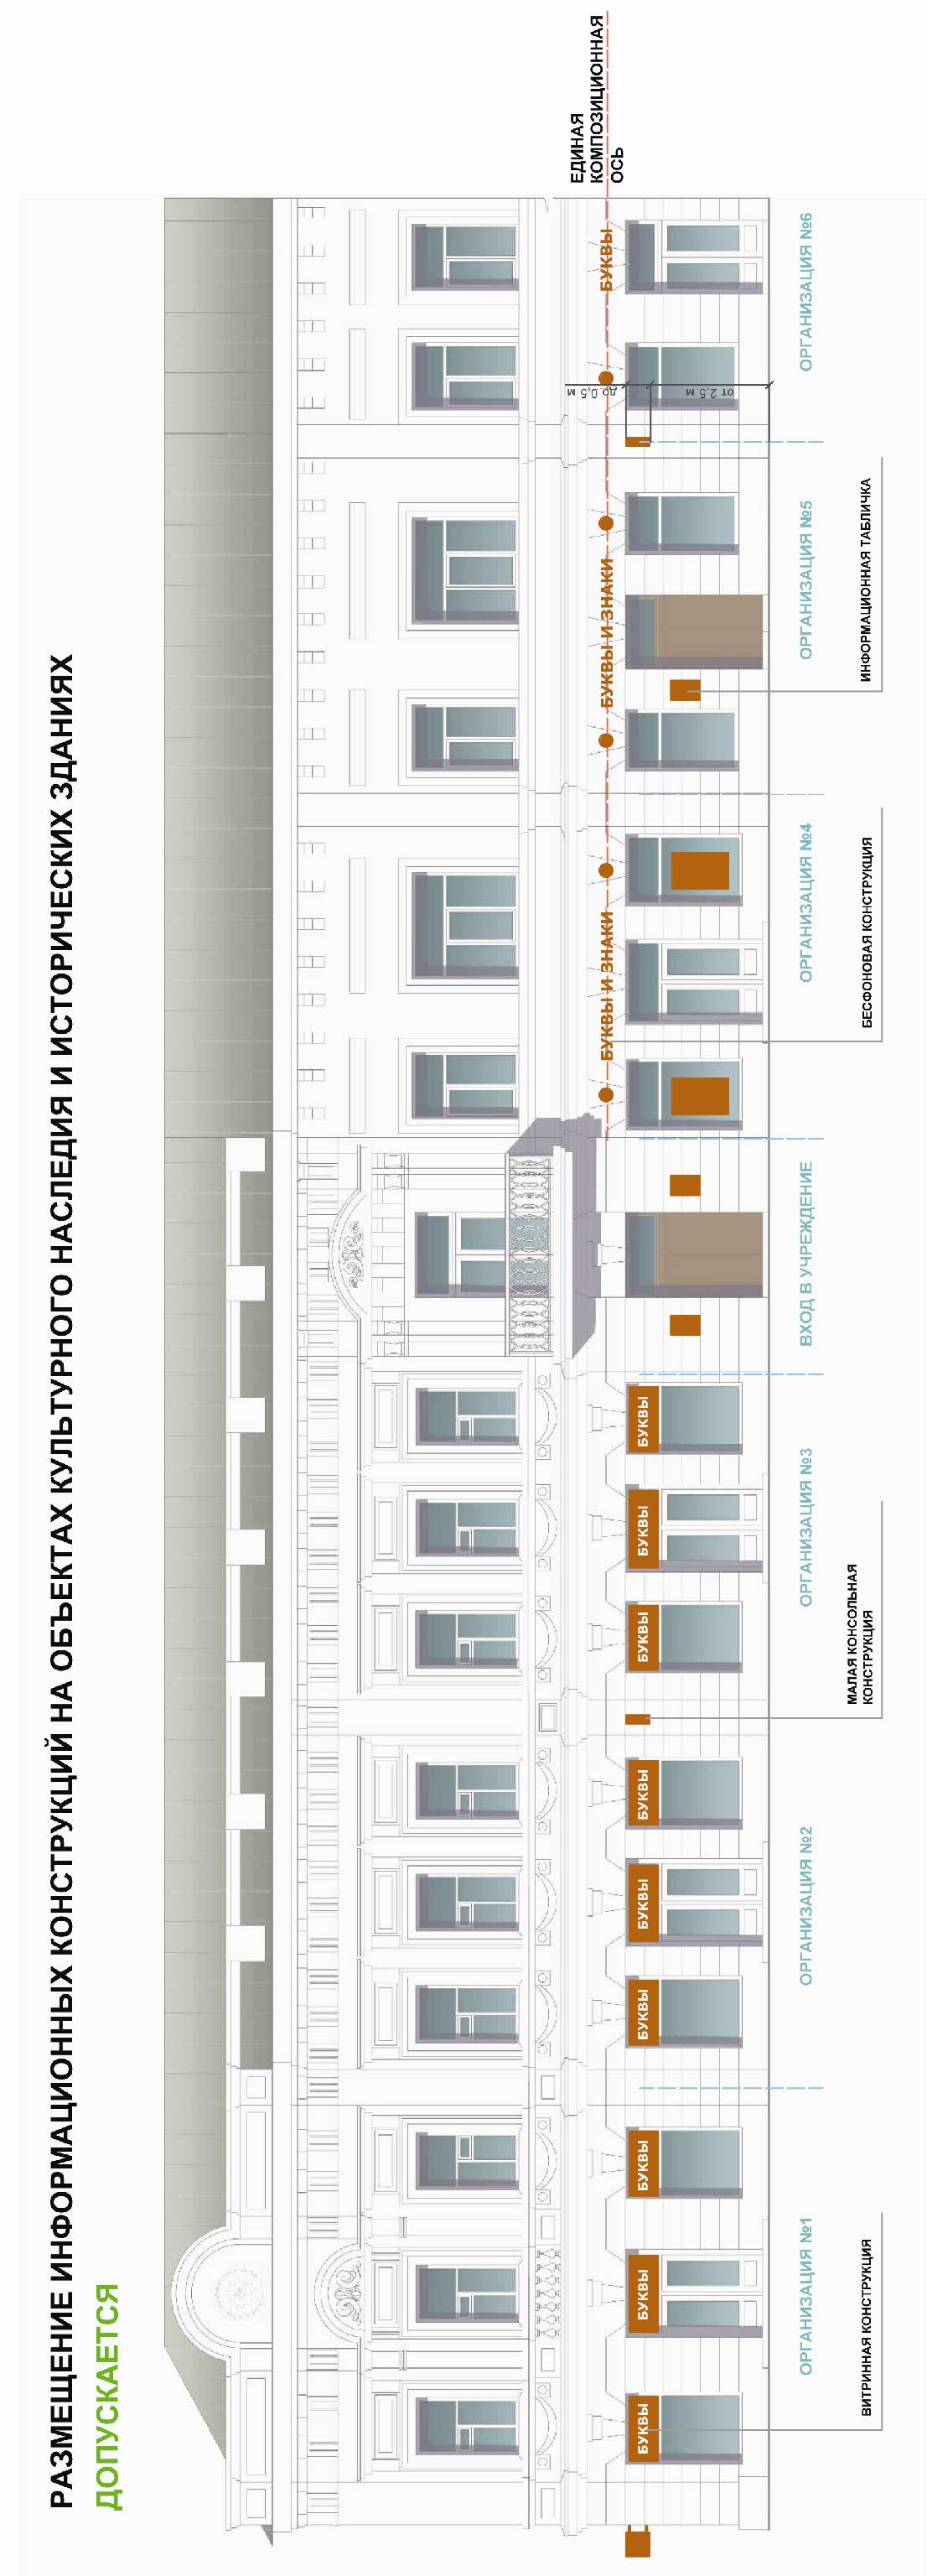 РАЗМЕЩЕНИЕ ИНФОРМАЦИОННЫХ КОНСТРУКЦИЙ НА ОБЪЕКТАХ КУЛЬТУРНОГО НАСЛЕДИЯ И ИСТОРИЧЕСКИХ ЗДАНИЯХ
ДОПУСКАЕТСЯ
ЕДИНАЯ
КОМПОЗИЦИОННАЯ
ОСЬ
БУКВЫ И ЗНАКИ
БУКВЫ И ЗНАКИ
БУКВЫ
до 0,5 м
БУКВЫ
БУКВЫ
БУКВЫ
БУКВЫ
БУКВЫ
БУКВЫ
БУКВЫ
БУКВЫ
БУКВЫ
от 2,5 м
ОРГАНИЗАЦИЯ №1
ОРГАНИЗАЦИЯ №2
ОРГАНИЗАЦИЯ №3
ВХОД В УЧРЕЖДЕНИЕ
ОРГАНИЗАЦИЯ №4
ОРГАНИЗАЦИЯ №5
ОРГАНИЗАЦИЯ №6
ВИТРИННАЯ КОНСТРУКЦИЯ
МАЛАЯ КОНСОЛЬНАЯ
КОНСТРУКЦИЯ
БЕСФОНОВАЯ КОНСТРУКЦИЯ
ИНФОРМАЦИОННАЯ ТАБЛИЧКА